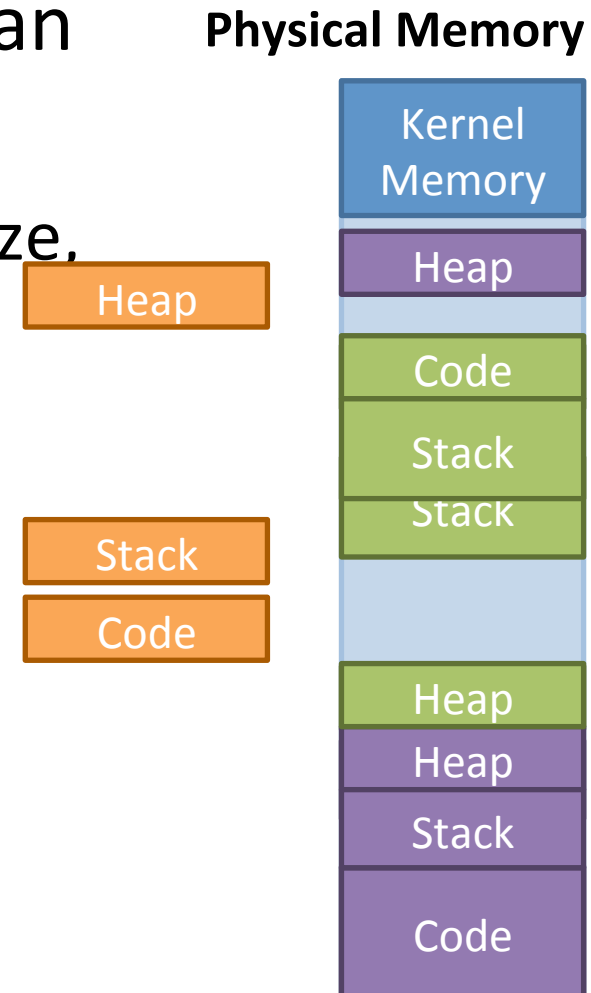 an
Physical Memory
Kernel
Memory
ze,
Heap
Heap
Code
Stack
Stack
Stack
Code
Heap
Heap
Stack
Code